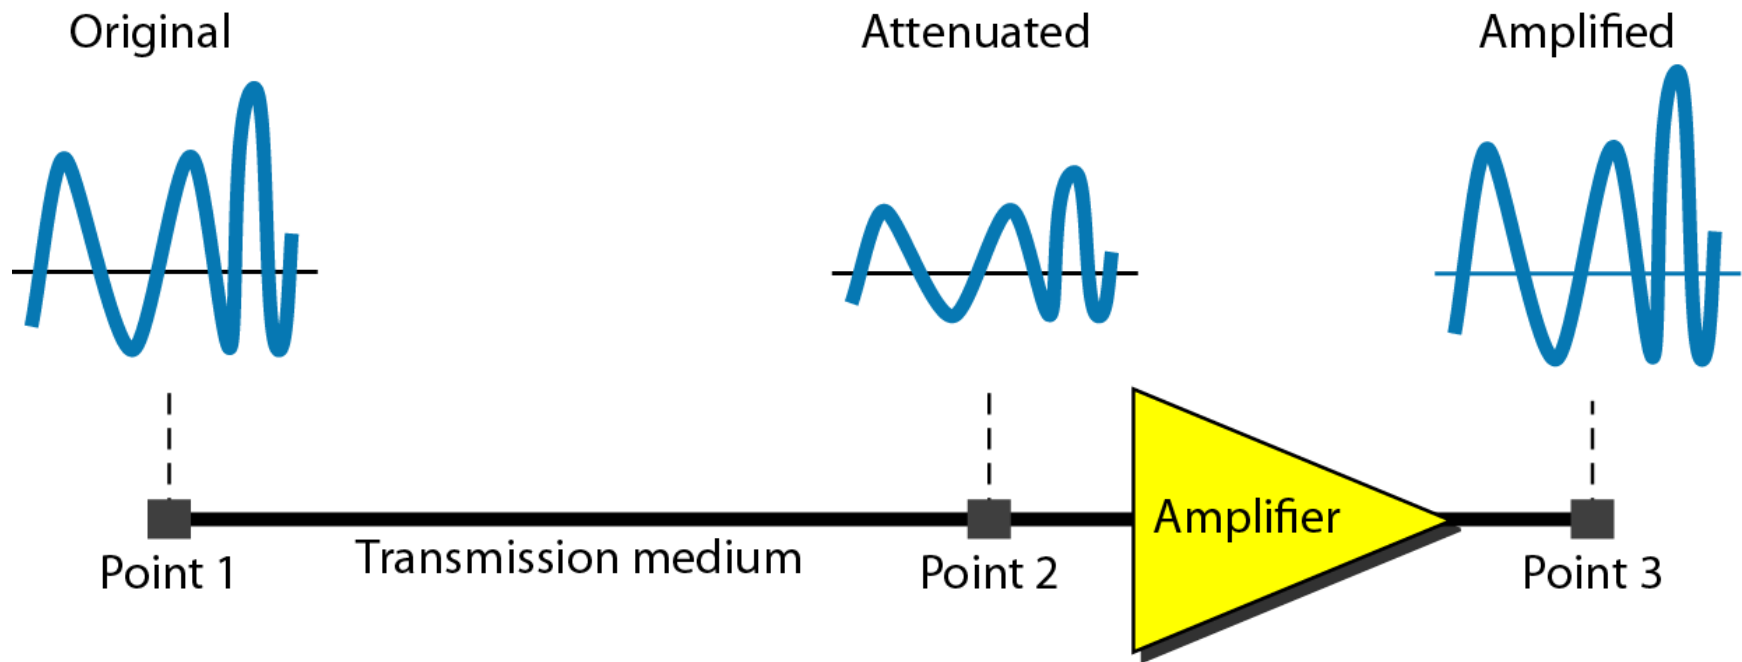 Original
Attenuated
Amplified
Amplifier
Transmission medium
Point 1
Point 2
Point 3